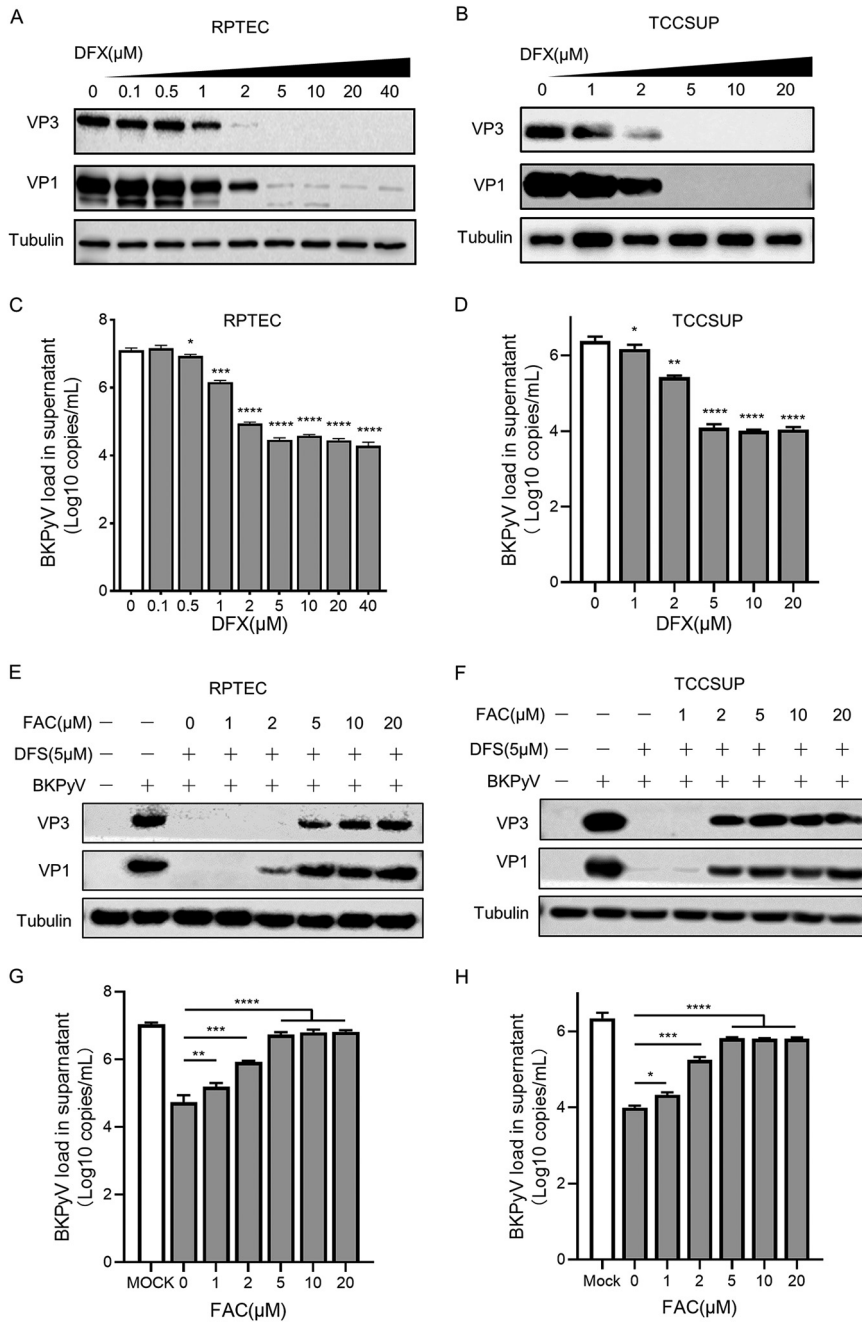 A
RPTEC
DFX(μM)
0 0.1 0.5 1 2 5 10 20 40
VP3
VP1
Tubulin
B
TCCSUP
DFX(μM)
0 1 2 5 10 20
VP3
VP1
Tubulin
C
RPTEC
BKPyV load in supernatant
(Log10 copies/mL)
8
6
4
2
0
* *** **** **** **** **** ****
0 0.1 0.5 1 2 5 10 20 40
DFX(μM)
D
TCCSUP
BKPyV load in supernatant
( Log10 copies/mL)
6
4
2
0
* ** **** **** ****
0 1 2 5 10 20
DFX(μM)
E
RPTEC
FAC(μM) — — 0 1 2 5 10 20
DFS(5μM) — — + + + + + +
BKPyV — + + + + + + +
VP3
VP1
Tubulin
F
TCCSUP
FAC(μM) — — — 1 2 5 10 20
DFS(5μM) — — + + + + + +
BKPyV — + + + + + + +
VP3
VP1
Tubulin
G
BKPyV load in suparnatant
(Log10 copies/mL)
8
6
4
2
0
****
***
**
MOCK 0 1 2 5 10 20
FAC(μM)
H
BKPyV load in supernatant
(Log10 copies/mL)
6
4
2
0
****
***
*
Mock 0 1 2 5 10 20
FAC(μM)